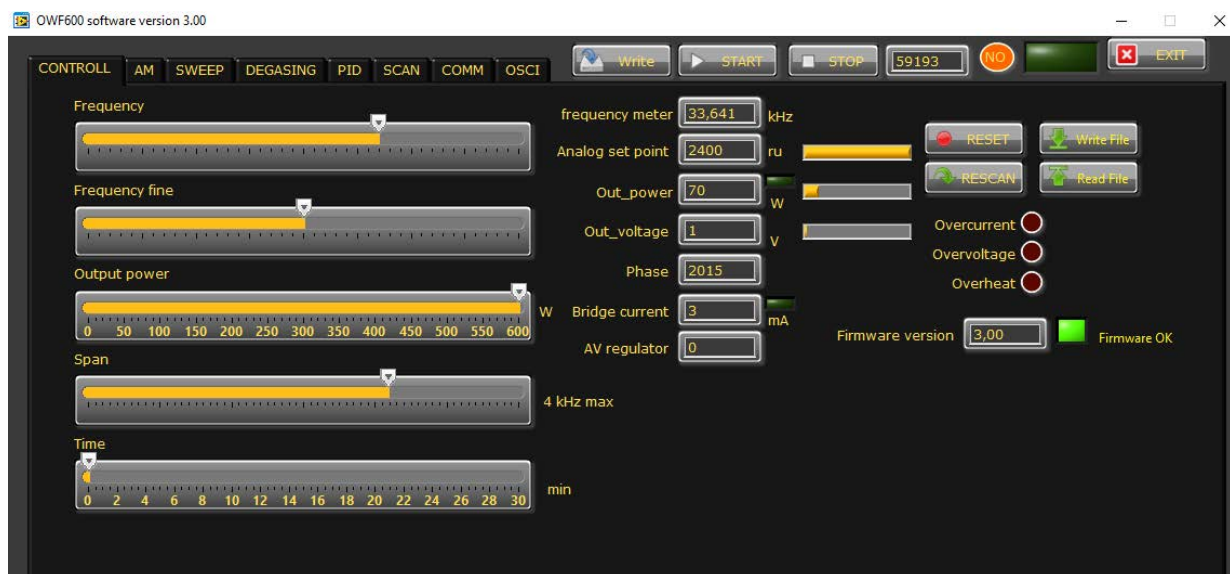 OWF600 software version 3.00
CONTROLL AM SWEEP DEGASING PID SCAN COMM OSCI Write START STOP 59193 NO EXIT
Frequency
Frequency fine
Output power
0 50 100 150 200 250 300 350 400 450 500 550 600 W
Span
4 kHz max
Time
0 2 4 6 8 10 12 14 16 18 20 22 24 26 28 30 min
frequency meter 33,641 kHz
Analog set point 2400 ru
Out_power 70 W
Out_voltage 1 V
Phase 2015
Bridge current 3 mA
AV regulator 0
RESET Write File
RESCAN Read File
Overcurrent
Overvoltage
Overheat
Firmware version 3,00 Firmware OK